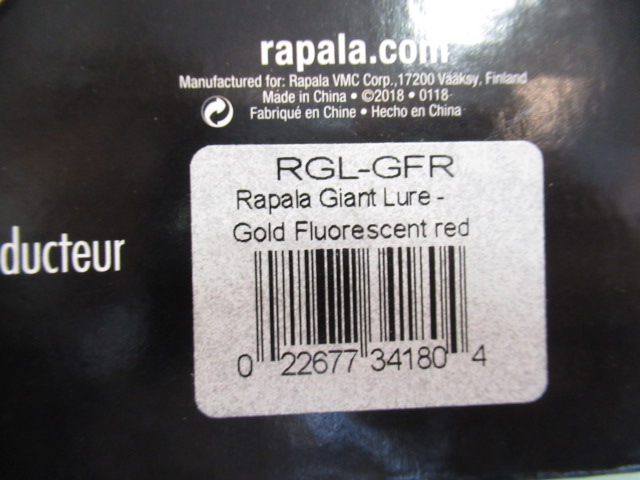 rapala.com
Manufactured for: Rapala VMC Corp.,17200 Vääksy, Finland
Made in China • ©2018 • 0118
Fabriqué en Chine • Hecho en China
RGL-GFR
Rapala Giant Lure -
Gold Fluorescent red
ducteur
0 22677 34180 4